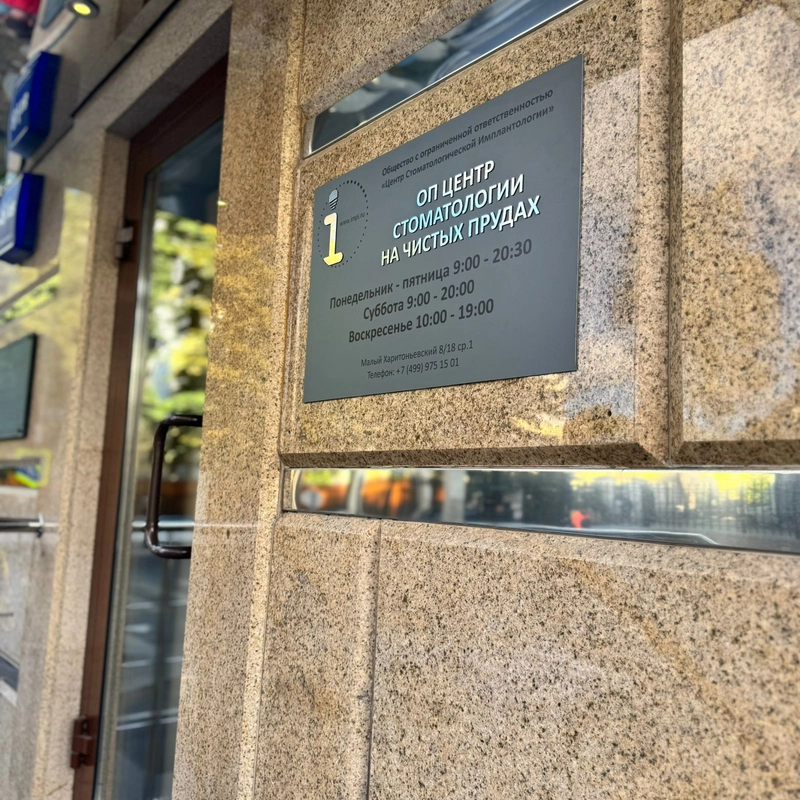 Общество с ограниченной ответственностью
«Центр Стоматологической Имплантологии»
ОП ЦЕНТР
СТОМАТОЛОГИИ
НА ЧИСТЫХ ПРУДАХ
Понедельник - пятница 9:00 - 20:30
Суббота 9:00 - 20:00
Воскресенье 10:00 - 19:00
Малый Харитоньевский 8/18 ср.1
Телефон: +7 (499) 975 15 01